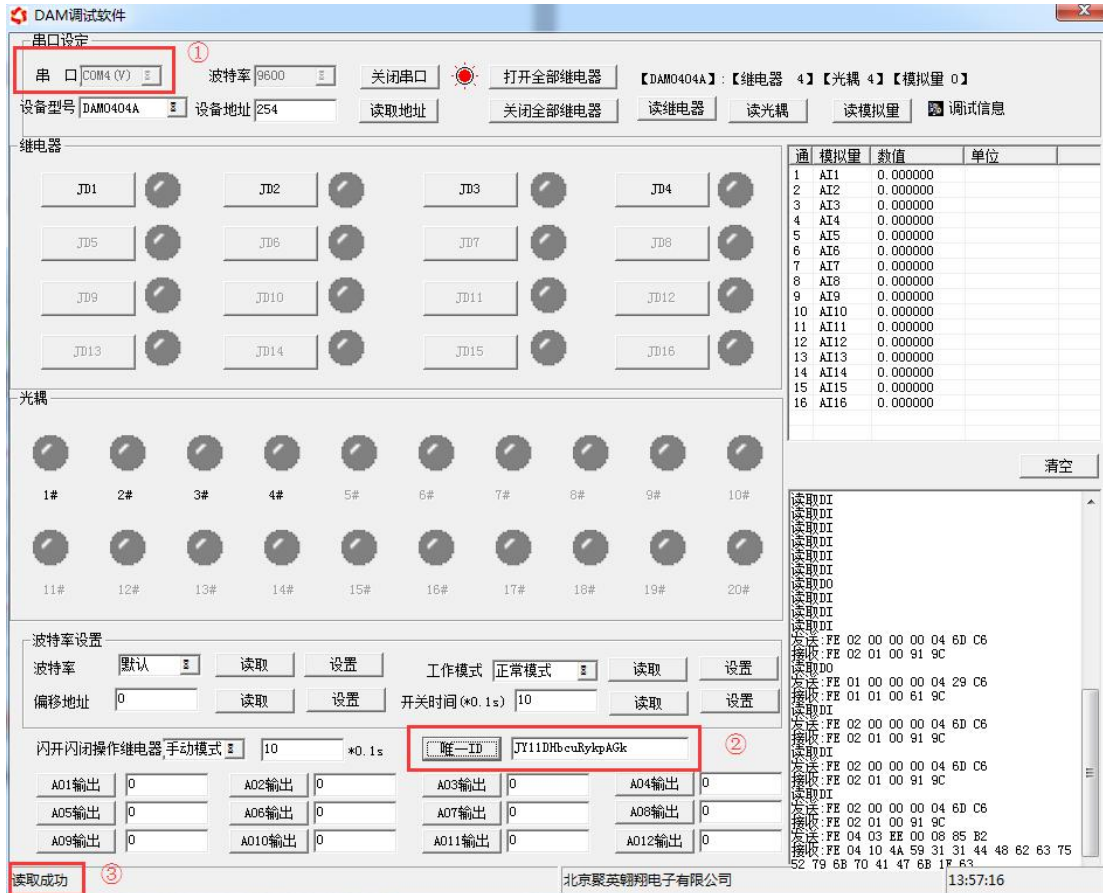 DAM调试软件
串口设定
①
串 口 COM4 (V) 波特率 9600 关闭串口 打开全部继电器 【DAM0404A】:【继电器 4】【光耦 4】【模拟量 0】
设备型号 DAM0404A 设备地址 254 读取地址 关闭全部继电器 读继电器 读光耦 读模拟量 调试信息
继电器
JD1 JD2 JD3 JD4
JD5 JD6 JD7 JD8
JD9 JD10 JD11 JD12
JD13 JD14 JD15 JD16
通 模拟量 数值 单位
1 AI1 0.000000
2 AI2 0.000000
3 AI3 0.000000
4 AI4 0.000000
5 AI5 0.000000
6 AI6 0.000000
7 AI7 0.000000
8 AI8 0.000000
9 AI9 0.000000
10 AI10 0.000000
11 AI11 0.000000
12 AI12 0.000000
13 AI13 0.000000
14 AI14 0.000000
15 AI15 0.000000
16 AI16 0.000000
清空
光耦
1# 2# 3# 4# 5# 6# 7# 8# 9# 10#
11# 12# 13# 14# 15# 16# 17# 18# 19# 20#
读取DI
读取DI
读取DI
读取DI
读取DI
读取DI
读取DO
读取DI
读取DI
读取DI
发送:FE 02 00 00 00 04 6D C6
接收:FE 02 01 00 91 9C
读取DO
发送:FE 01 00 00 00 04 29 C6
接收:FE 01 01 00 61 9C
读取DI
发送:FE 02 00 00 00 04 6D C6
接收:FE 02 01 00 91 9C
读取DI
发送:FE 02 00 00 00 04 6D C6
接收:FE 02 01 00 91 9C
读取DI
发送:FE 02 00 00 00 04 6D C6
接收:FE 02 01 00 91 9C
发送:FE 04 03 EE 00 08 85 B2
接收:FE 04 10 4A 59 31 31 44 48 62 63 75
52 79 6B 70 41 47 6B 1F 63
波特率设置
波特率 默认 读取 设置 工作模式 正常模式 读取 设置
偏移地址 0 读取 设置 开关时间(*0.1s) 10 读取 设置
闪开闪闭操作继电器 手动模式 10 *0.1s 唯一ID JY11DHbcuRykpAGk ②
AO1输出 0 AO2输出 0 AO3输出 0 AO4输出 0
AO5输出 0 AO6输出 0 AO7输出 0 AO8输出 0
AO9输出 0 AO10输出 0 AO11输出 0 AO12输出 0
读取成功 ③ 北京聚英翱翔电子有限公司 13:57:16